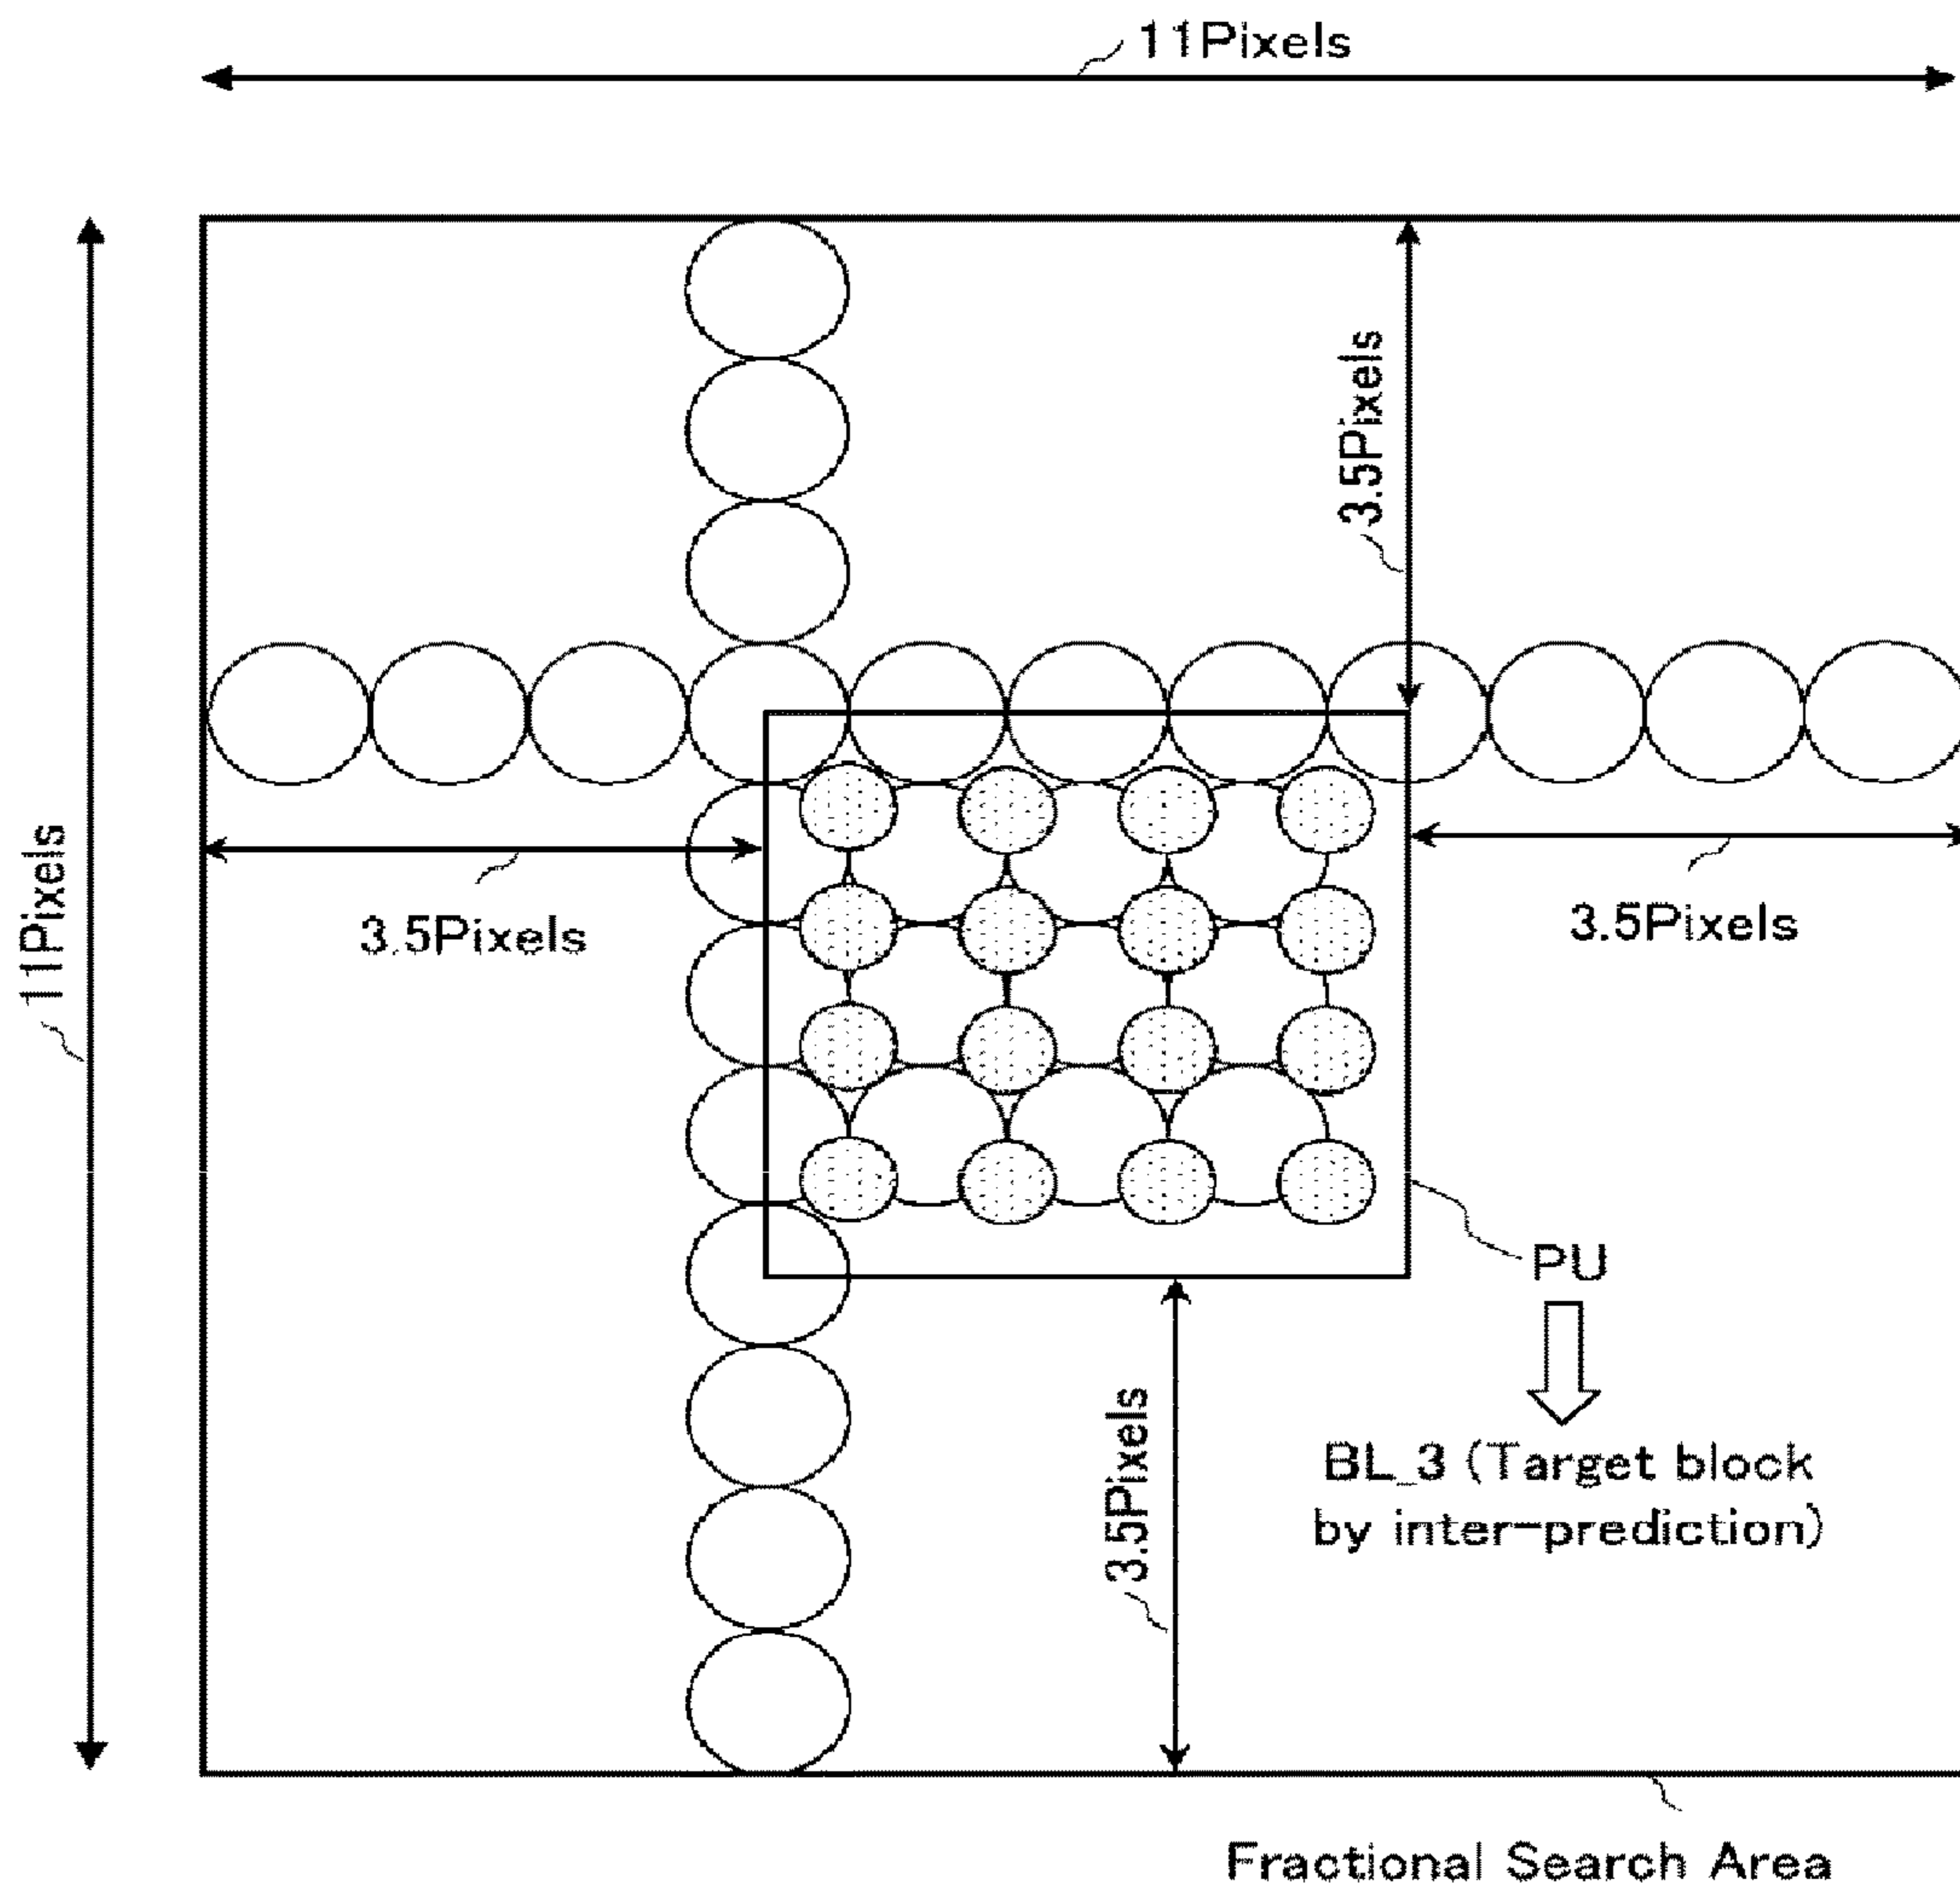 11Pixels
3.5Pixels
11Pixels
3.5Pixels
3.5Pixels
PU
3.5Pixels
BL_3 (Target block
by inter-prediction)
Fractional Search Area